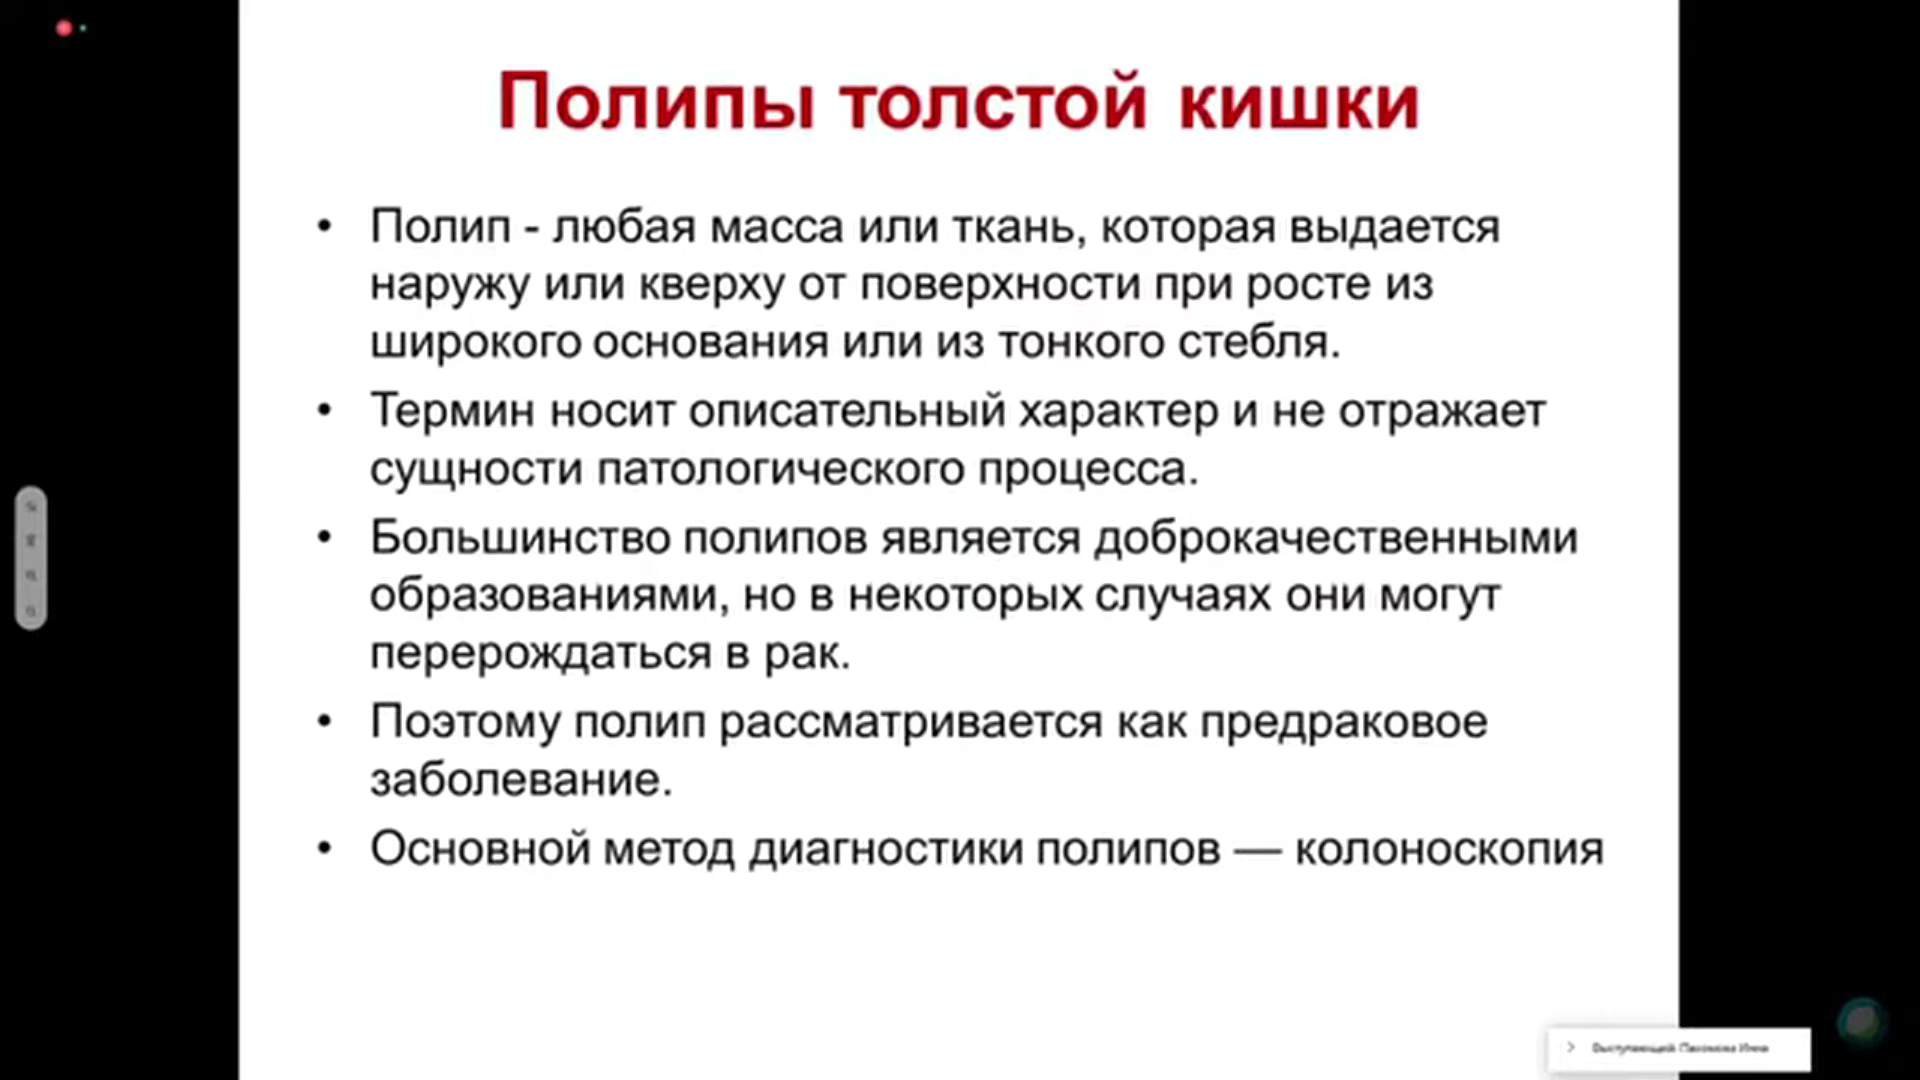 Полипы толстой кишки
• Полип - любая масса или ткань, которая выдается
наружу или кверху от поверхности при росте из
широкого основания или из тонкого стебля.
• Термин носит описательный характер и не отражает
сущности патологического процесса.
• Большинство полипов является доброкачественными
образованиями, но в некоторых случаях они могут
перерождаться в рак.
• Поэтому полип рассматривается как предраковое
заболевание.
• Основной метод диагностики полипов — колоноскопия
Выступающий: